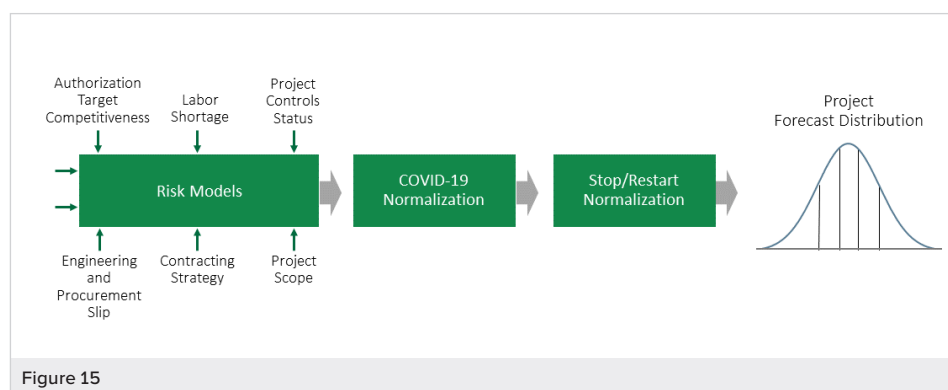 Authorization
Target
Competitiveness
Labor
Shortage
Project
Controls
Status
Project
Forecast Distribution
Risk Models
COVID-19
Normalization
Stop/Restart
Normalization
Engineering
and
Procurement
Slip
Contracting
Strategy
Project
Scope
Figure 15